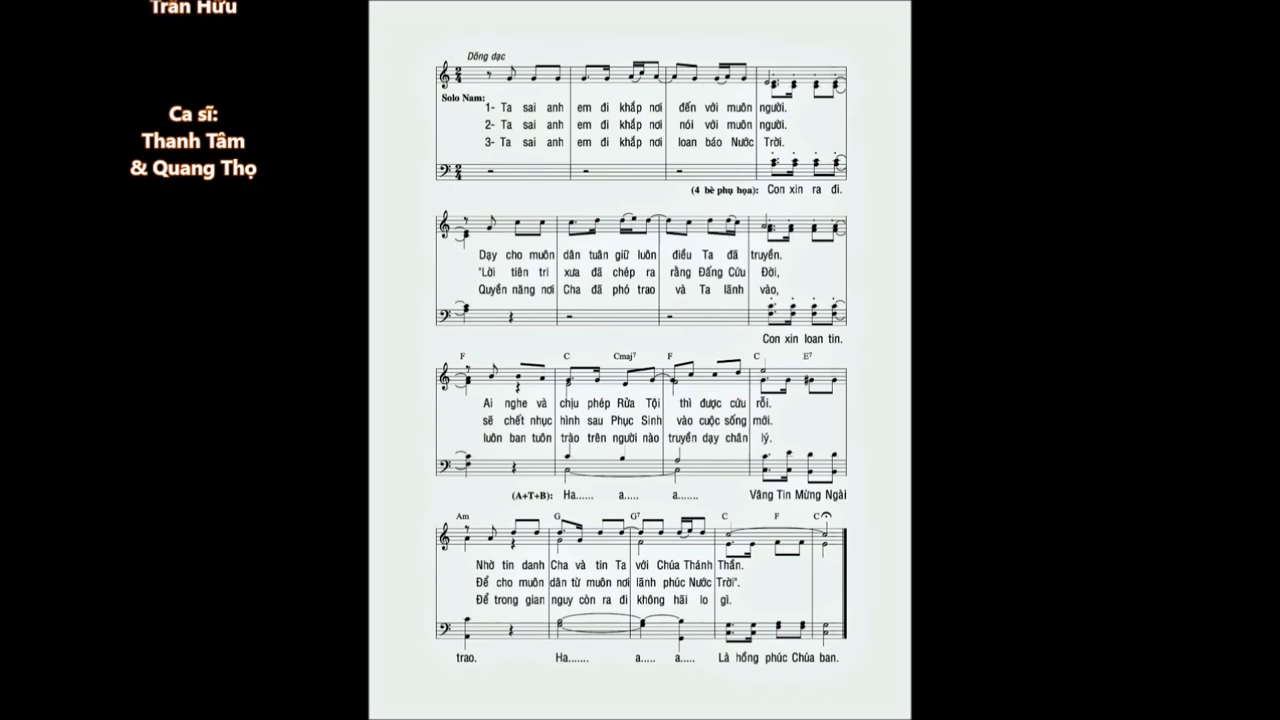 Trần Hữu
Ca sĩ:
Thanh Tâm
& Quang Thọ
Dõng dạc
Solo Nam:
1- Ta sai anh em đi khắp nơi đến với muôn người.
2- Ta sai anh em đi khắp nơi nói với muôn người.
3- Ta sai anh em đi khắp nơi loan báo Nước Trời.
(4 bè phụ họa): Con xin ra đi.
Dạy cho muôn dân tuân giữ luôn điều Ta đã truyền.
"Lời tiên tri xưa đã chép ra rằng Đấng Cứu Đời,
Quyền năng nơi Cha đã phó trao và Ta lãnh vào,
Con xin loan tin.
F C Cmaj7 F C E7
Ai nghe và chịu phép Rửa Tội thì được cứu rỗi.
sẽ chết nhục hình sau Phục Sinh vào cuộc sống mới.
luôn ban tuôn trào trên người nào truyền dạy chân lý.
(A+T+B): Ha...... a..... a....... Vâng Tin Mừng Ngài
Am G G7 C F C
Nhờ tin danh Cha và tin Ta với Chúa Thánh Thần.
Để cho muôn dân từ muôn nơi lãnh phúc Nước Trời".
Để trong gian nguy còn ra đi không hãi lo gì.
trao. Ha....... a..... a..... Là hồng phúc Chúa ban.